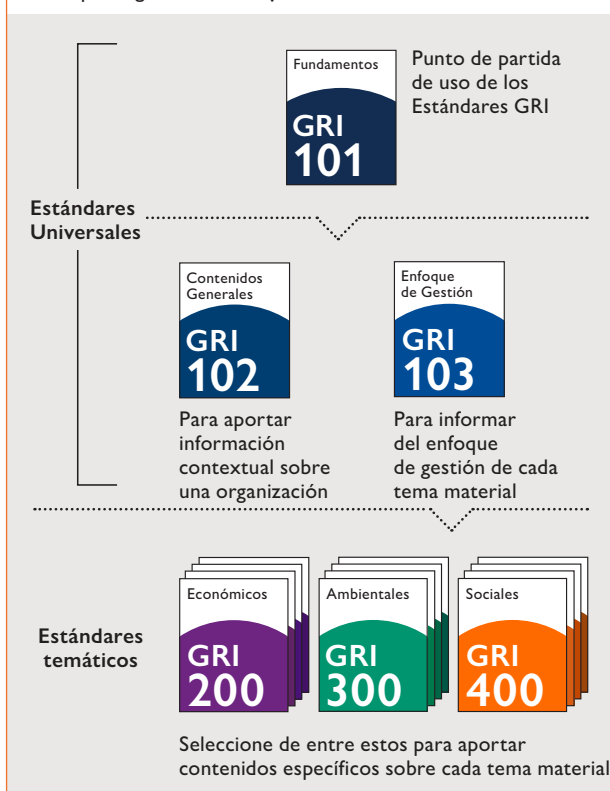 Fundamentos
GRI
101
Punto de partida
de uso de los
Estándares GRI
Estándares
Universales
Contenidos
Generales
GRI
102
Enfoque
de Gestión
GRI
103
Para aportar
información
contextual sobre
una organización
Para informar
del enfoque
de gestión de cada
tema material
Estándares
temáticos
Económicos
GRI
200
Ambientales
GRI
300
Sociales
GRI
400
Seleccione de entre estos para aportar
contenidos específicos sobre cada tema material